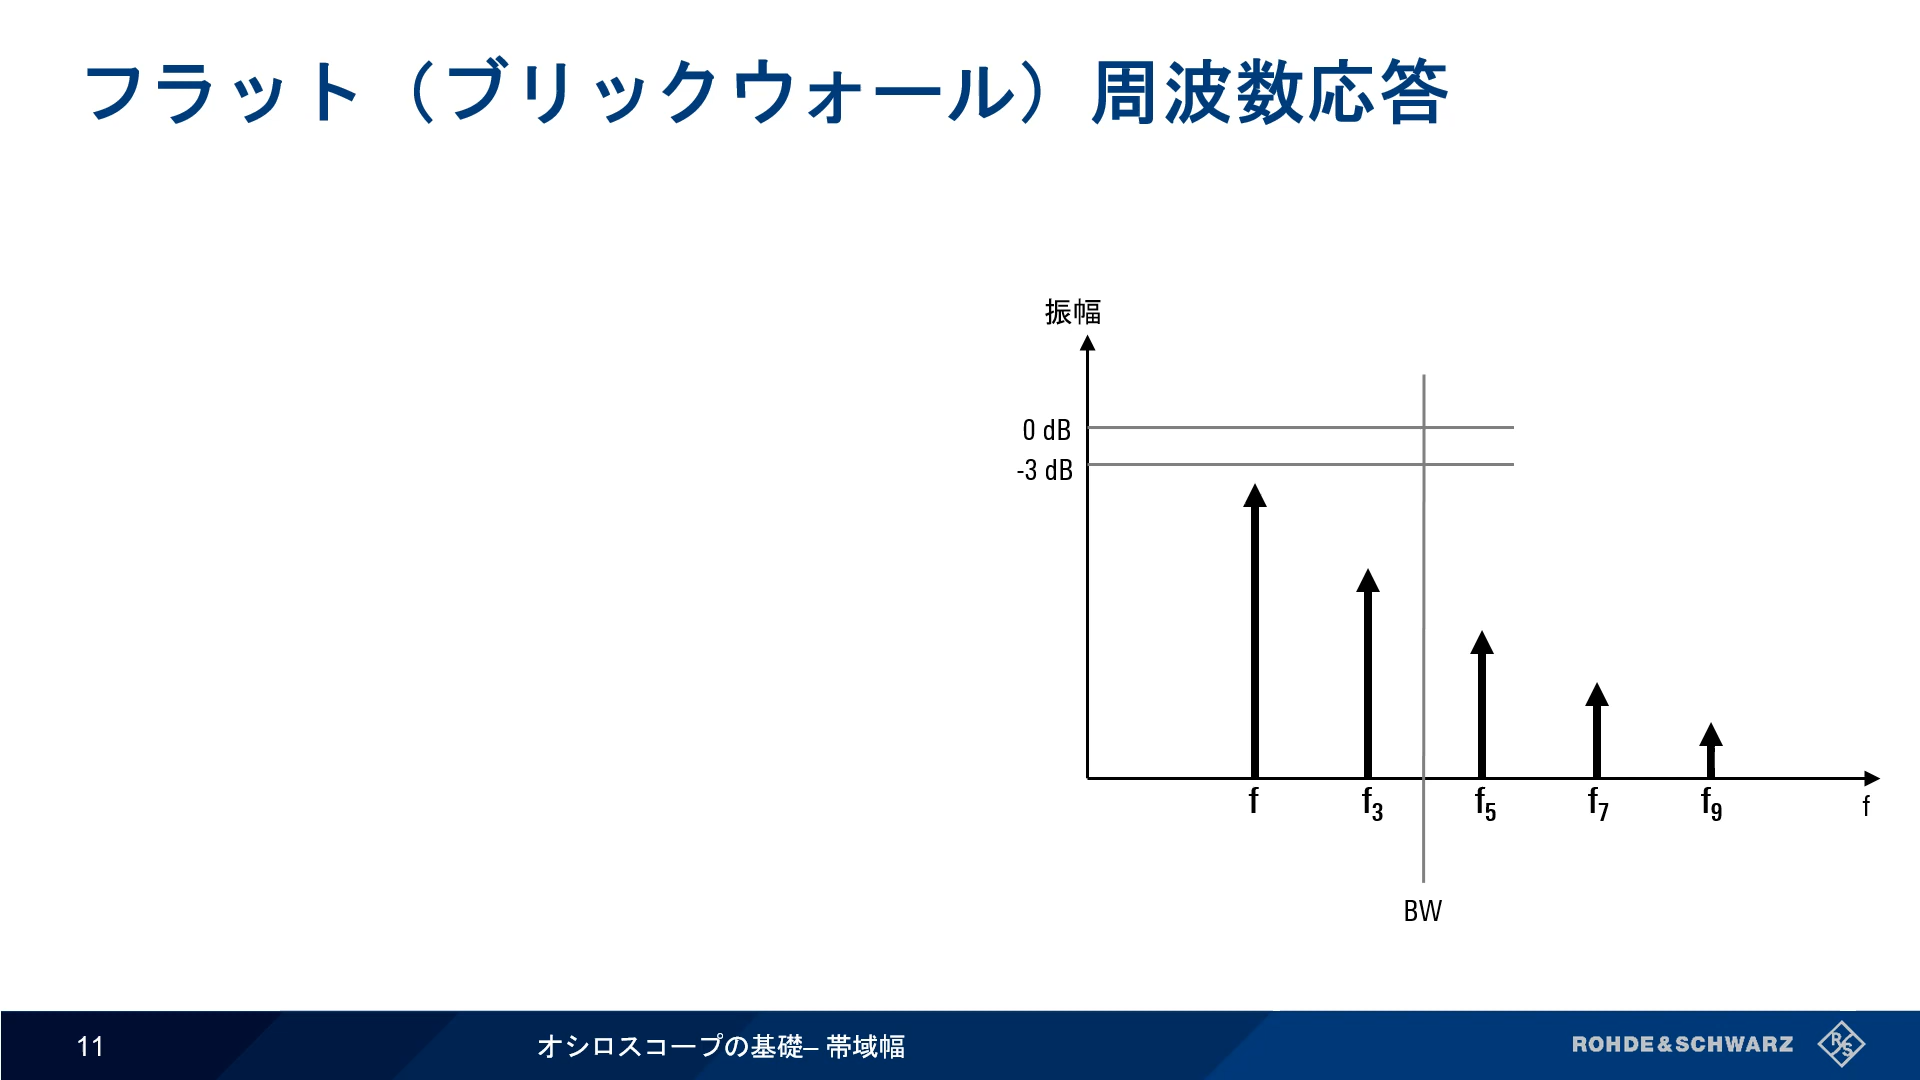 フラット（ブリックウォール）周波数応答
振幅
0 dB
-3 dB
f f3 f5 f7 f9 f
BW
11 オシロスコープの基礎– 帯域幅 ROHDE&SCHWARZ RS